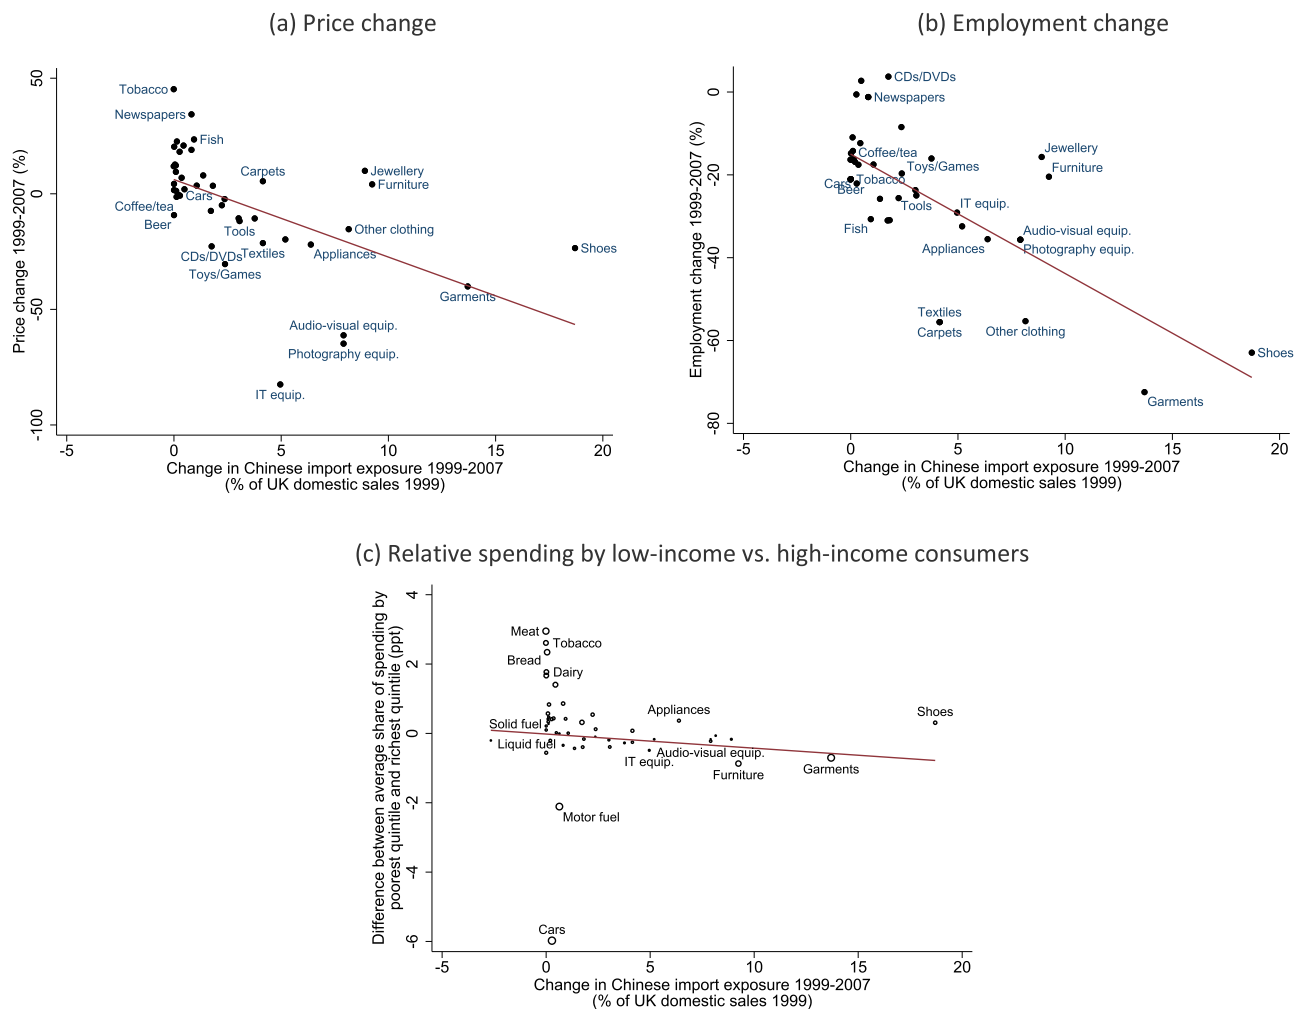 (a) Price change
50
0
-50
-100
Price change 1999-2007 (%)
Tobacco
Newspapers
Fish
Carpets
Jewellery
Furniture
Cars
Coffee/tea
Beer
Tools
Other clothing
CDs/DVDs
Textiles
Appliances
Shoes
Toys/Games
Garments
Audio-visual equip.
Photography equip.
IT equip.
-5
0
5
10
15
20
Change in Chinese import exposure 1999-2007
(% of UK domestic sales 1999)
(b) Employment change
0
-20
-40
-60
-80
Employment change 1999-2007 (%)
CDs/DVDs
Newspapers
Coffee/tea
Jewellery
Toys/Games
Furniture
Cars
Tobacco
Beer
Tools
IT equip.
Fish
Audio-visual equip.
Appliances
Photography equip.
Textiles
Carpets
Other clothing
Shoes
Garments
-5
0
5
10
15
20
Change in Chinese import exposure 1999-2007
(% of UK domestic sales 1999)
(c) Relative spending by low-income vs. high-income consumers
4
2
0
-2
-4
-6
Difference between average share of spending by
poorest quintile and richest quintile (ppt)
Meat
Tobacco
Bread
Dairy
Appliances
Shoes
Solid fuel
Liquid fuel
Audio-visual equip.
IT equip.
Furniture
Garments
Motor fuel
Cars
-5
0
5
10
15
20
Change in Chinese import exposure 1999-2007
(% of UK domestic sales 1999)